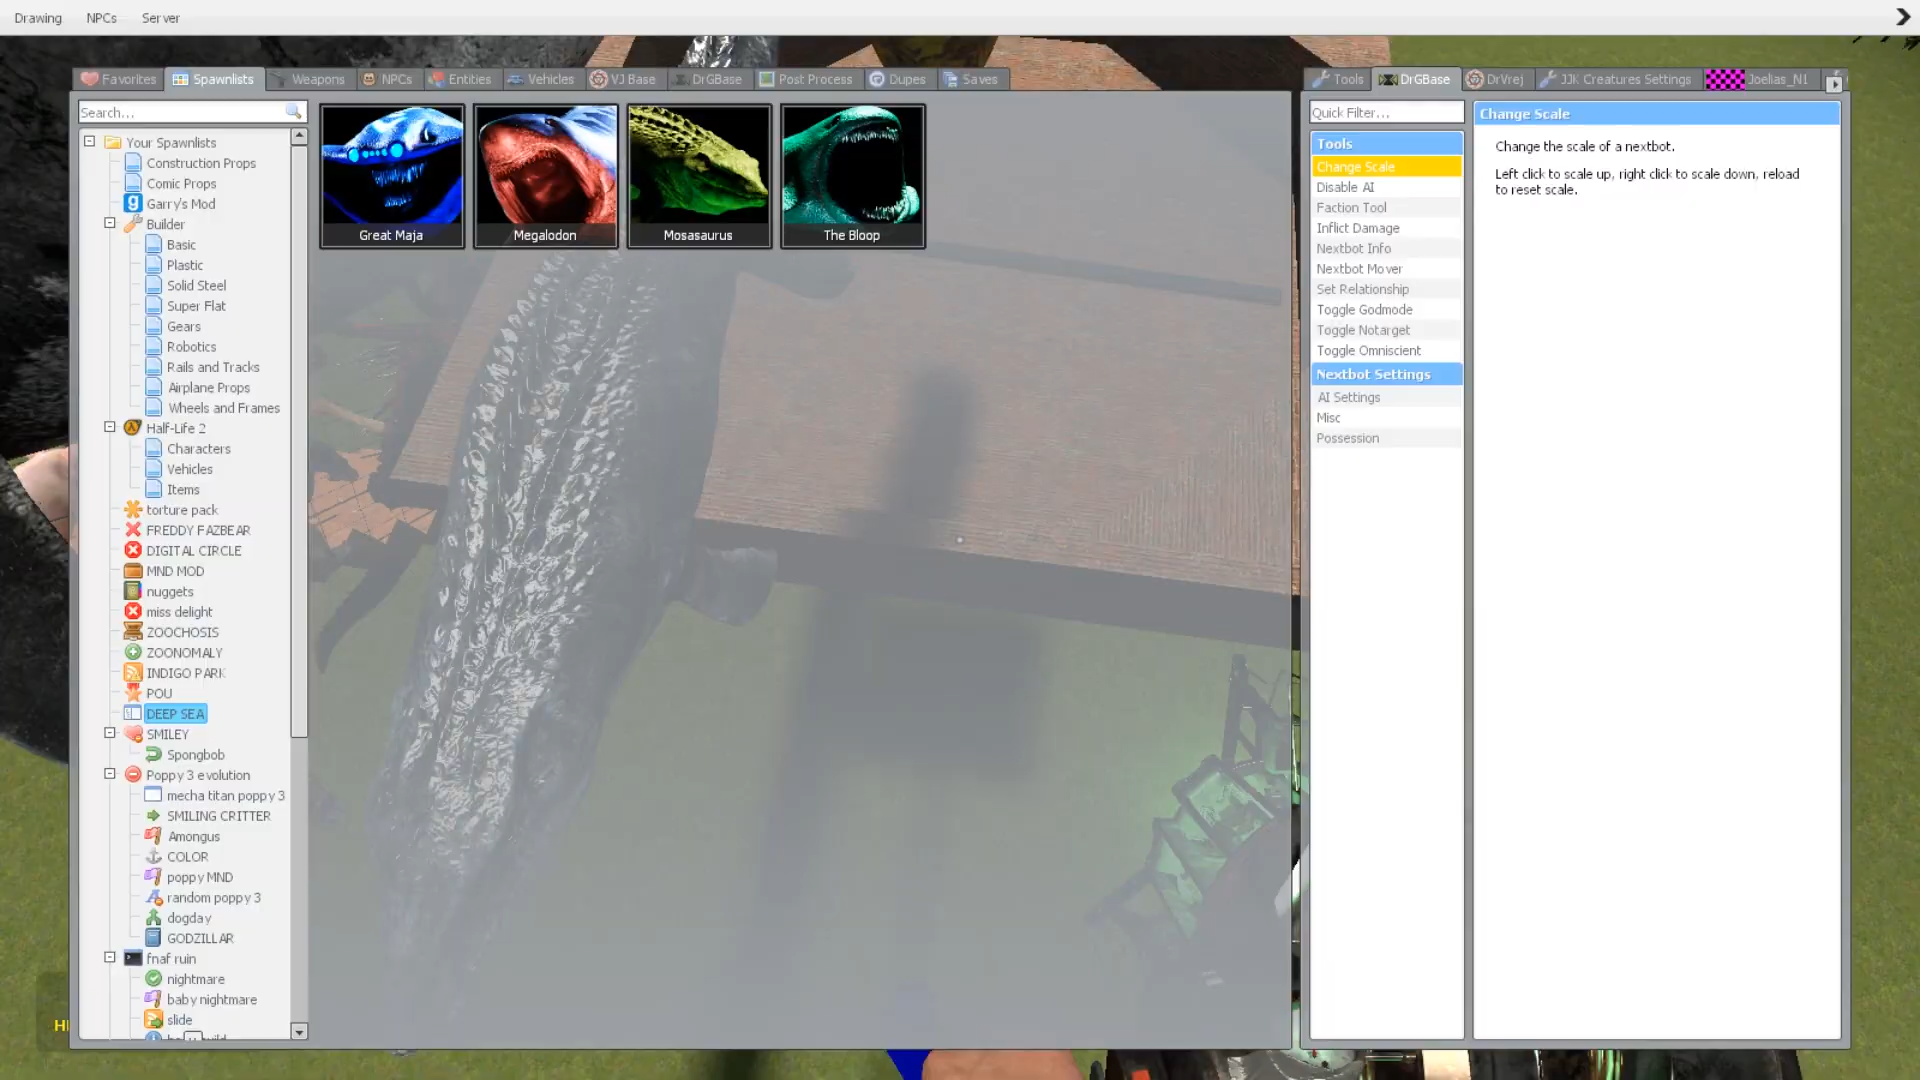 Drawing NPCs Server
Favorites Spawnlists Weapons NPCs Entities Vehicles VJ Base DrGBase Post Process Dupes Saves
Tools DrGBase DrVrej JJK Creatures Settings Joelias_N1
Search...
Your Spawnlists
Construction Props
Comic Props
Garry's Mod
Builder
Basic
Plastic
Solid Steel
Super Flat
Gears
Robotics
Rails and Tracks
Airplane Props
Wheels and Frames
Half-Life 2
Characters
Vehicles
Items
torture pack
FREDDY FAZBEAR
DIGITAL CIRCLE
MND MOD
nuggets
miss delight
ZOOCHOSIS
ZOONOMALY
INDIGO PARK
POU
DEEP SEA
SMILEY
Spongbob
Poppy 3 evolution
mecha titan poppy 3
SMILING CRITTER
Amongus
COLOR
poppy MND
random poppy 3
dogday
GODZILLAR
fnaf ruin
nightmare
baby nightmare
slide
Great Maja
Megalodon
Mosasaurus
The Bloop
Quick Filter...
Tools
Change Scale
Disable AI
Faction Tool
Inflict Damage
Nextbot Info
Nextbot Mover
Set Relationship
Toggle Godmode
Toggle Notarget
Toggle Omniscient
Nextbot Settings
AI Settings
Misc
Possession
Change Scale
Change the scale of a nextbot.
Left click to scale up, right click to scale down, reload
to reset scale.